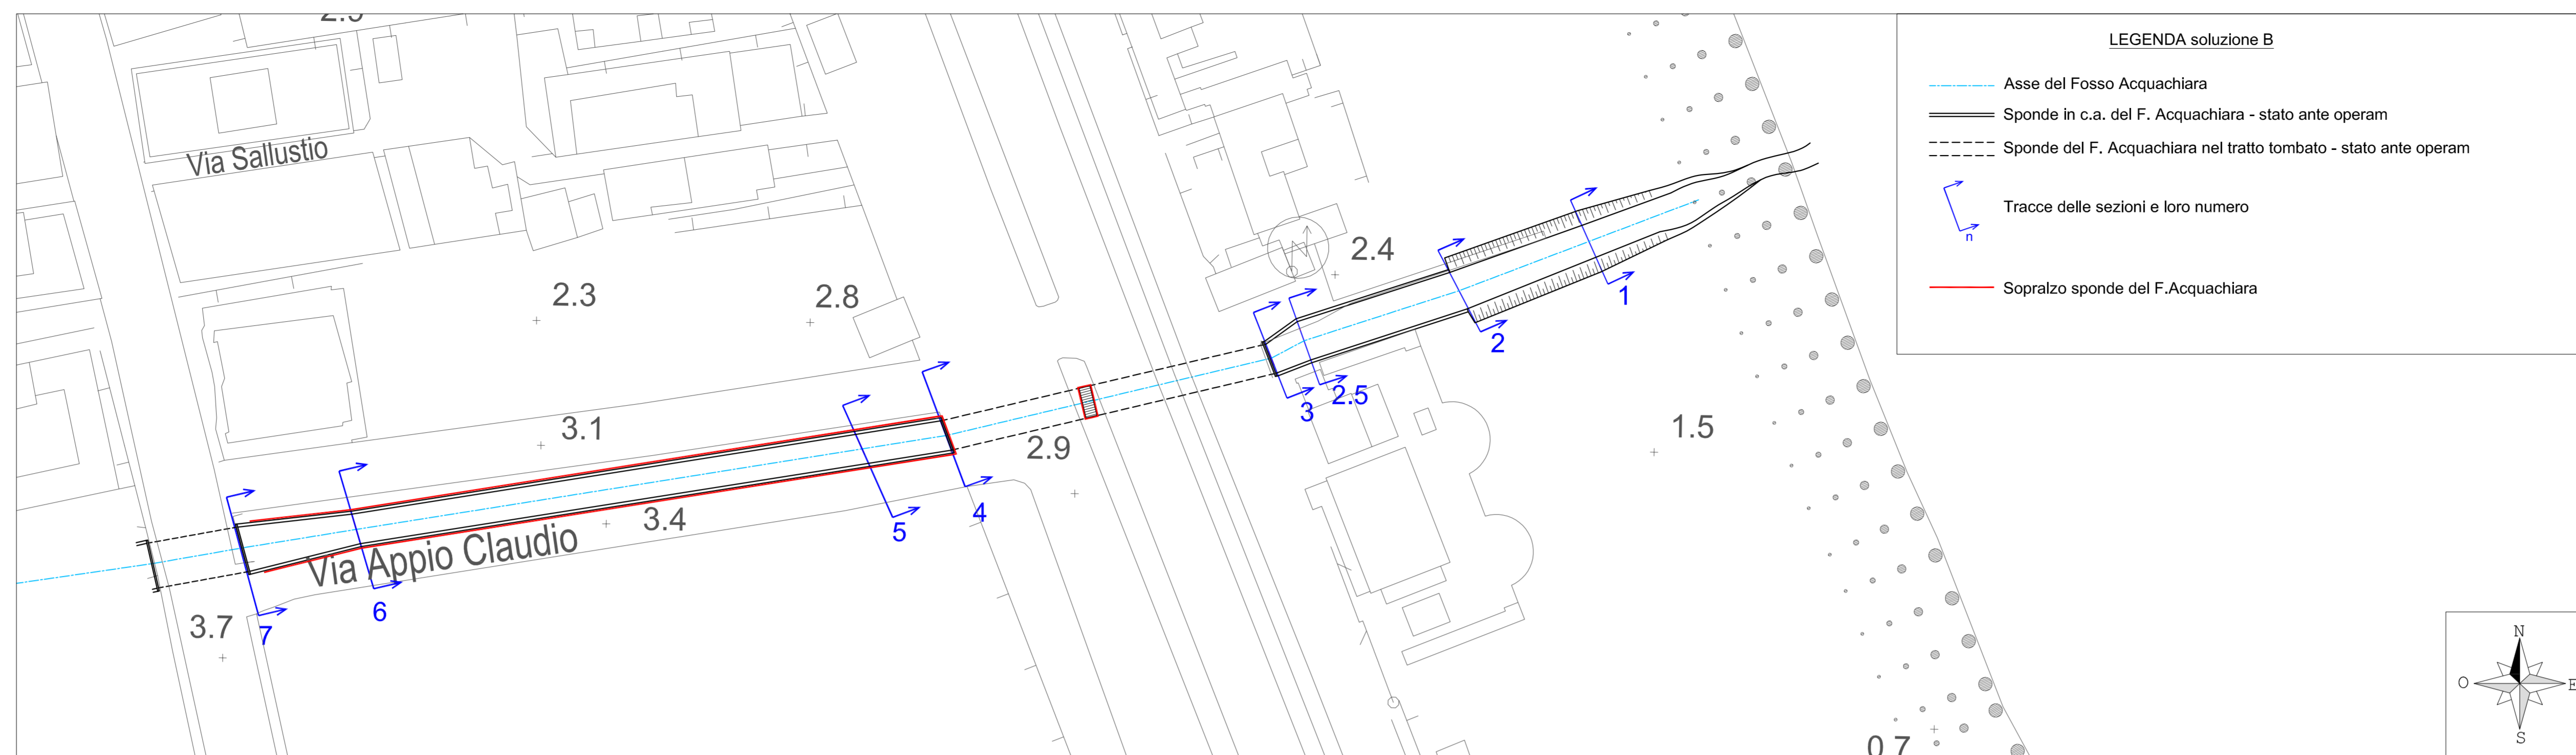 LEGENDA soluzione B
Asse del Fosso Acquachiara
Sponde in c.a. del F. Acquachiara - stato ante operam
Sponde del F. Acquachiara nel tratto tombato - stato ante operam
n
Tracce delle sezioni e loro numero
Sopralzo sponde del F.Acquachiara
Via Sallustio
2.3
2.8
2.4
N
1
2
2.5
3
1.5
3.1
2.9
3.4
Via Appio Claudio
4
5
6
7
3.7
N
O
E
S